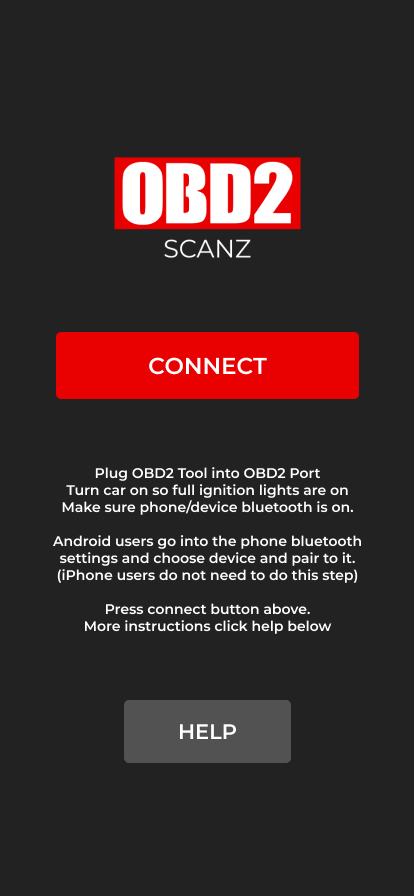 OBD2
SCANZ
CONNECT
Plug OBD2 Tool into OBD2 Port
Turn car on so full ignition lights are on
Make sure phone/device bluetooth is on.
Android users go into the phone bluetooth
settings and choose device and pair to it.
(iPhone users do not need to do this step)
Press connect button above.
More instructions click help below
HELP